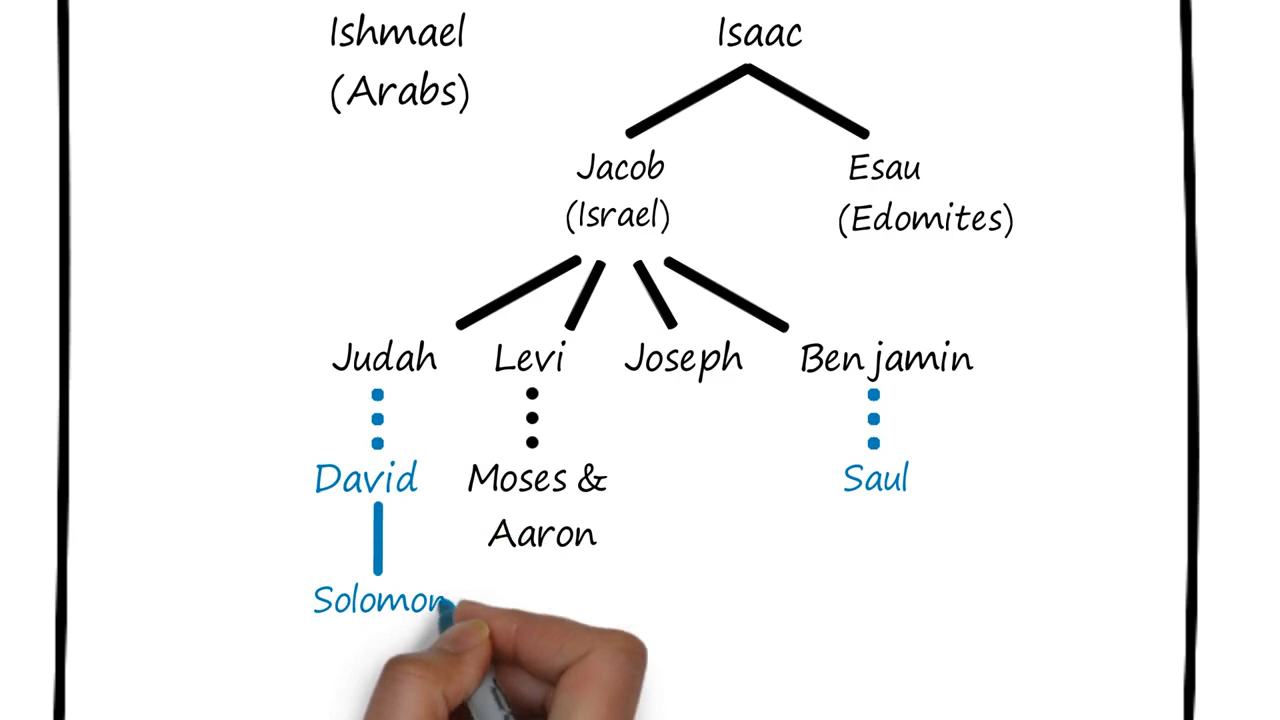 Ishmael
(Arabs)
Isaac
Jacob
(Israel)
Esau
(Edomites)
Judah
Levi
Joseph
Benjamin
David
Moses &
Aaron
Saul
Solomon